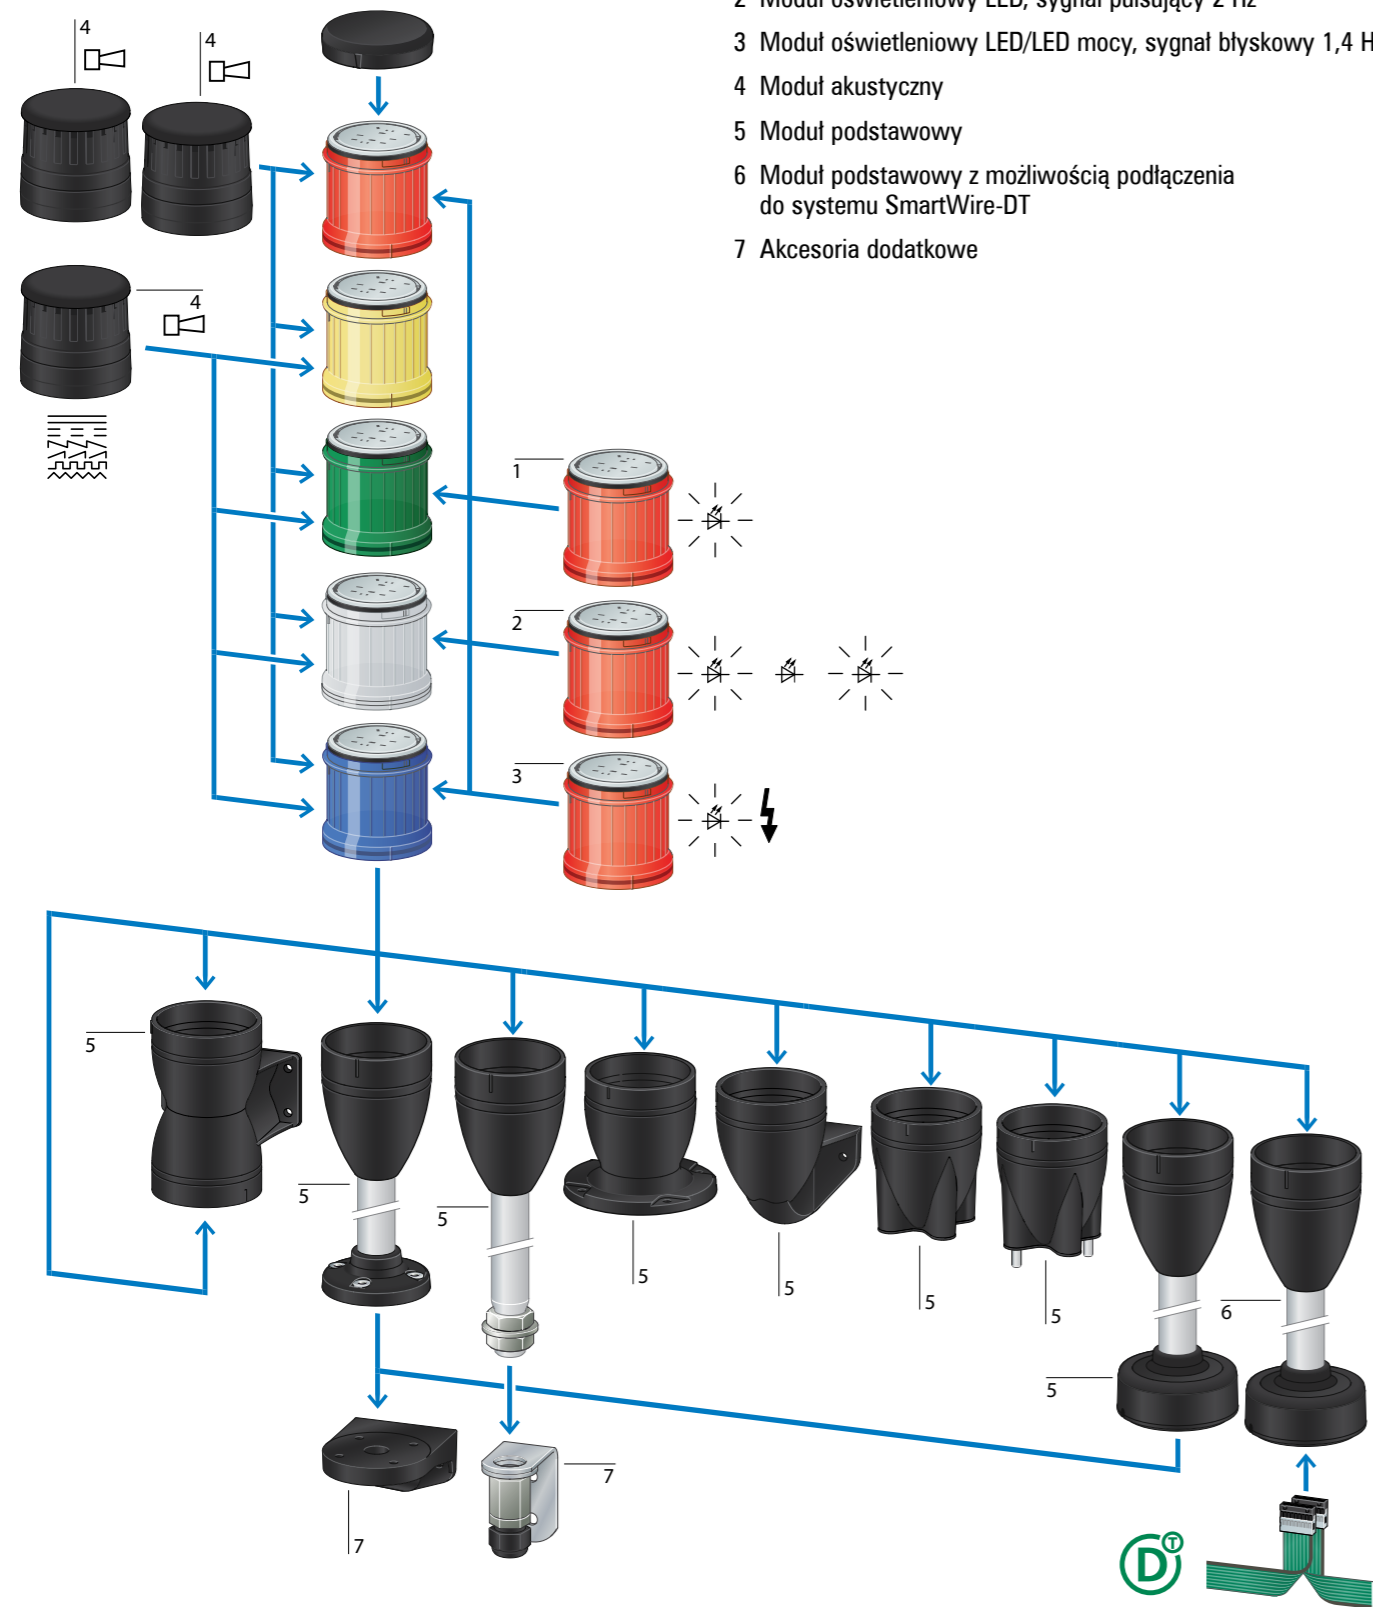 2 Moduł oświetleniowy LED, sygnał pulsujący 2 Hz
3 Moduł oświetleniowy LED/LED mocy, sygnał błyskowy 1,4 H
4 Moduł akustyczny
5 Moduł podstawowy
6 Moduł podstawowy z możliwością podłączenia
do systemu SmartWire-DT
7 Akcesoria dodatkowe
4
4
4
1
2
3
5
5
5
5
5
5
5
5
6
7
7
D
T